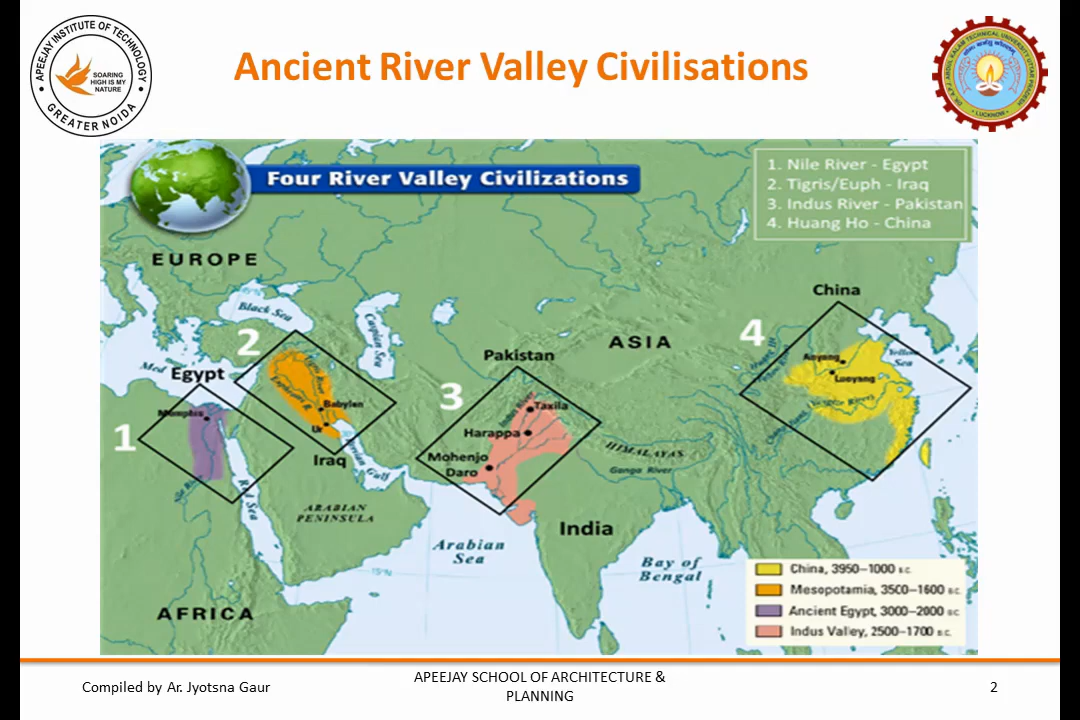 APEEJAY INSTITUTE OF TECHNOLOGY
SOARING
HIGH IS MY
NATURE
GREATER NOIDA
Ancient River Valley Civilisations
LUCKNOW
Four River Valley Civilizations
1. Nile River - Egypt
2. Tigris/Euph - Iraq
3. Indus River - Pakistan
4. Huang Ho - China
EUROPE
Black Sea
Caspian Sea
ASIA
China
4
Anyang
Luoyang
Yellow
Sea
2
Med
Egypt
Memphis
1
Babylon
Ur
Iraq
Red Sea
ARABIAN
PENINSULA
Pakistan
3
Taxila
Harappa
Mohenjo
Daro
HIMALAYAS
Ganga River
India
Arabian
Sea
Bay of
Bengal
15°N
AFRICA
China, 3950–1000 B.C.
Mesopotamia, 3500–1600 B.C.
Ancient Egypt, 3000–2000 B.C.
Indus Valley, 2500–1700 B.C.
Compiled by Ar. Jyotsna Gaur
APEEJAY SCHOOL OF ARCHITECTURE &
PLANNING
2